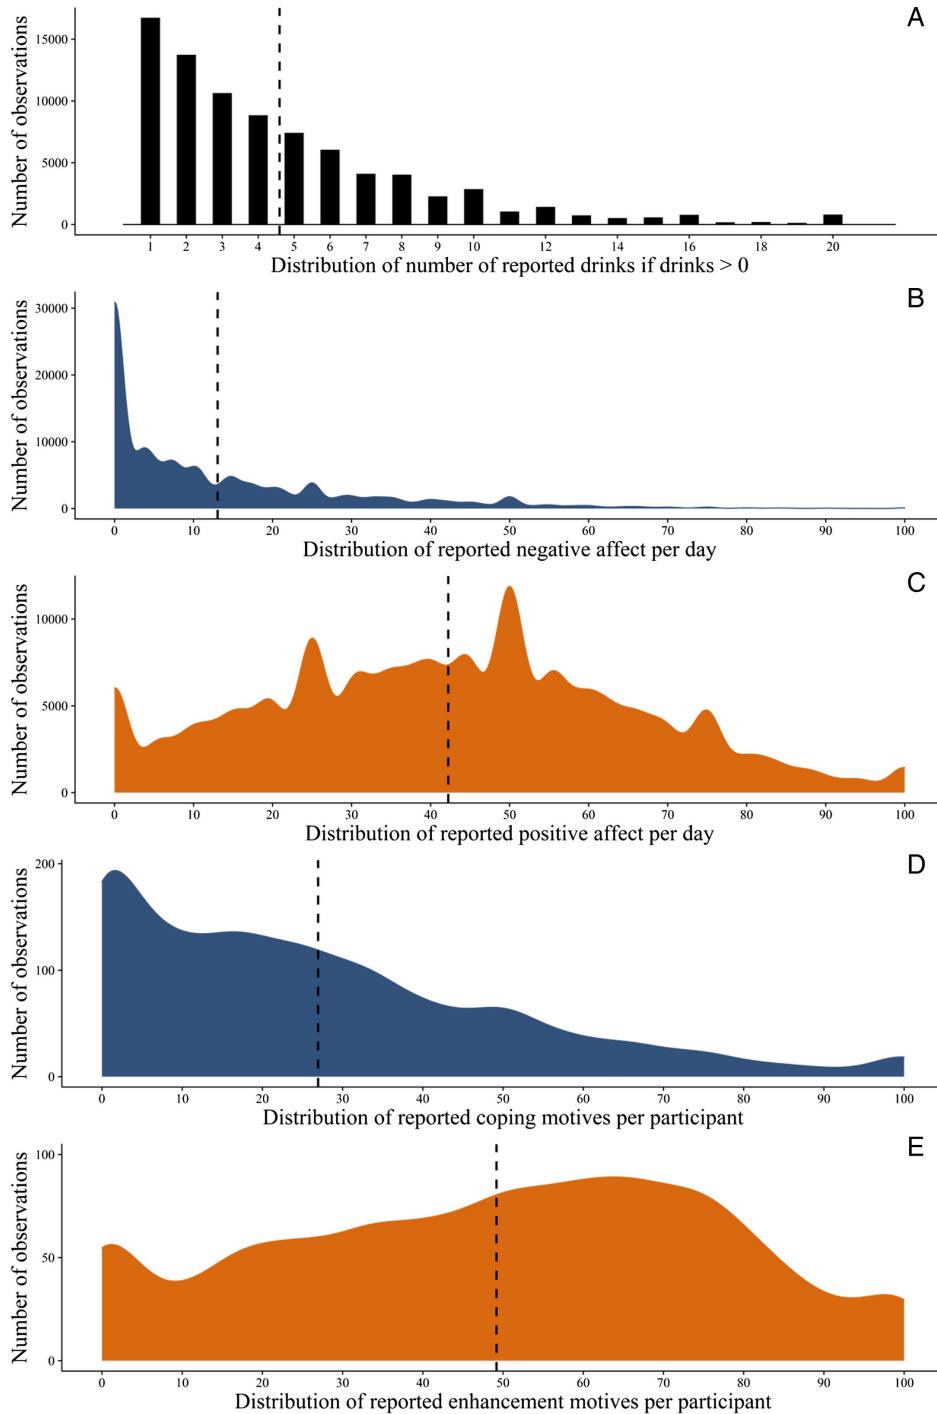 A
Number of observations
15000
10000
5000
0
1 2 3 4 5 6 7 8 9 10 12 14 16 18 20
Distribution of number of reported drinks if drinks > 0
B
Number of observations
30000
20000
10000
0
0 10 20 30 40 50 60 70 80 90 100
Distribution of reported negative affect per day
C
Number of observations
10000
5000
0
0 10 20 30 40 50 60 70 80 90 100
Distribution of reported positive affect per day
D
Number of observations
200
100
0
0 10 20 30 40 50 60 70 80 90 100
Distribution of reported coping motives per participant
E
Number of observations
100
50
0
0 10 20 30 40 50 60 70 80 90 100
Distribution of reported enhancement motives per participant